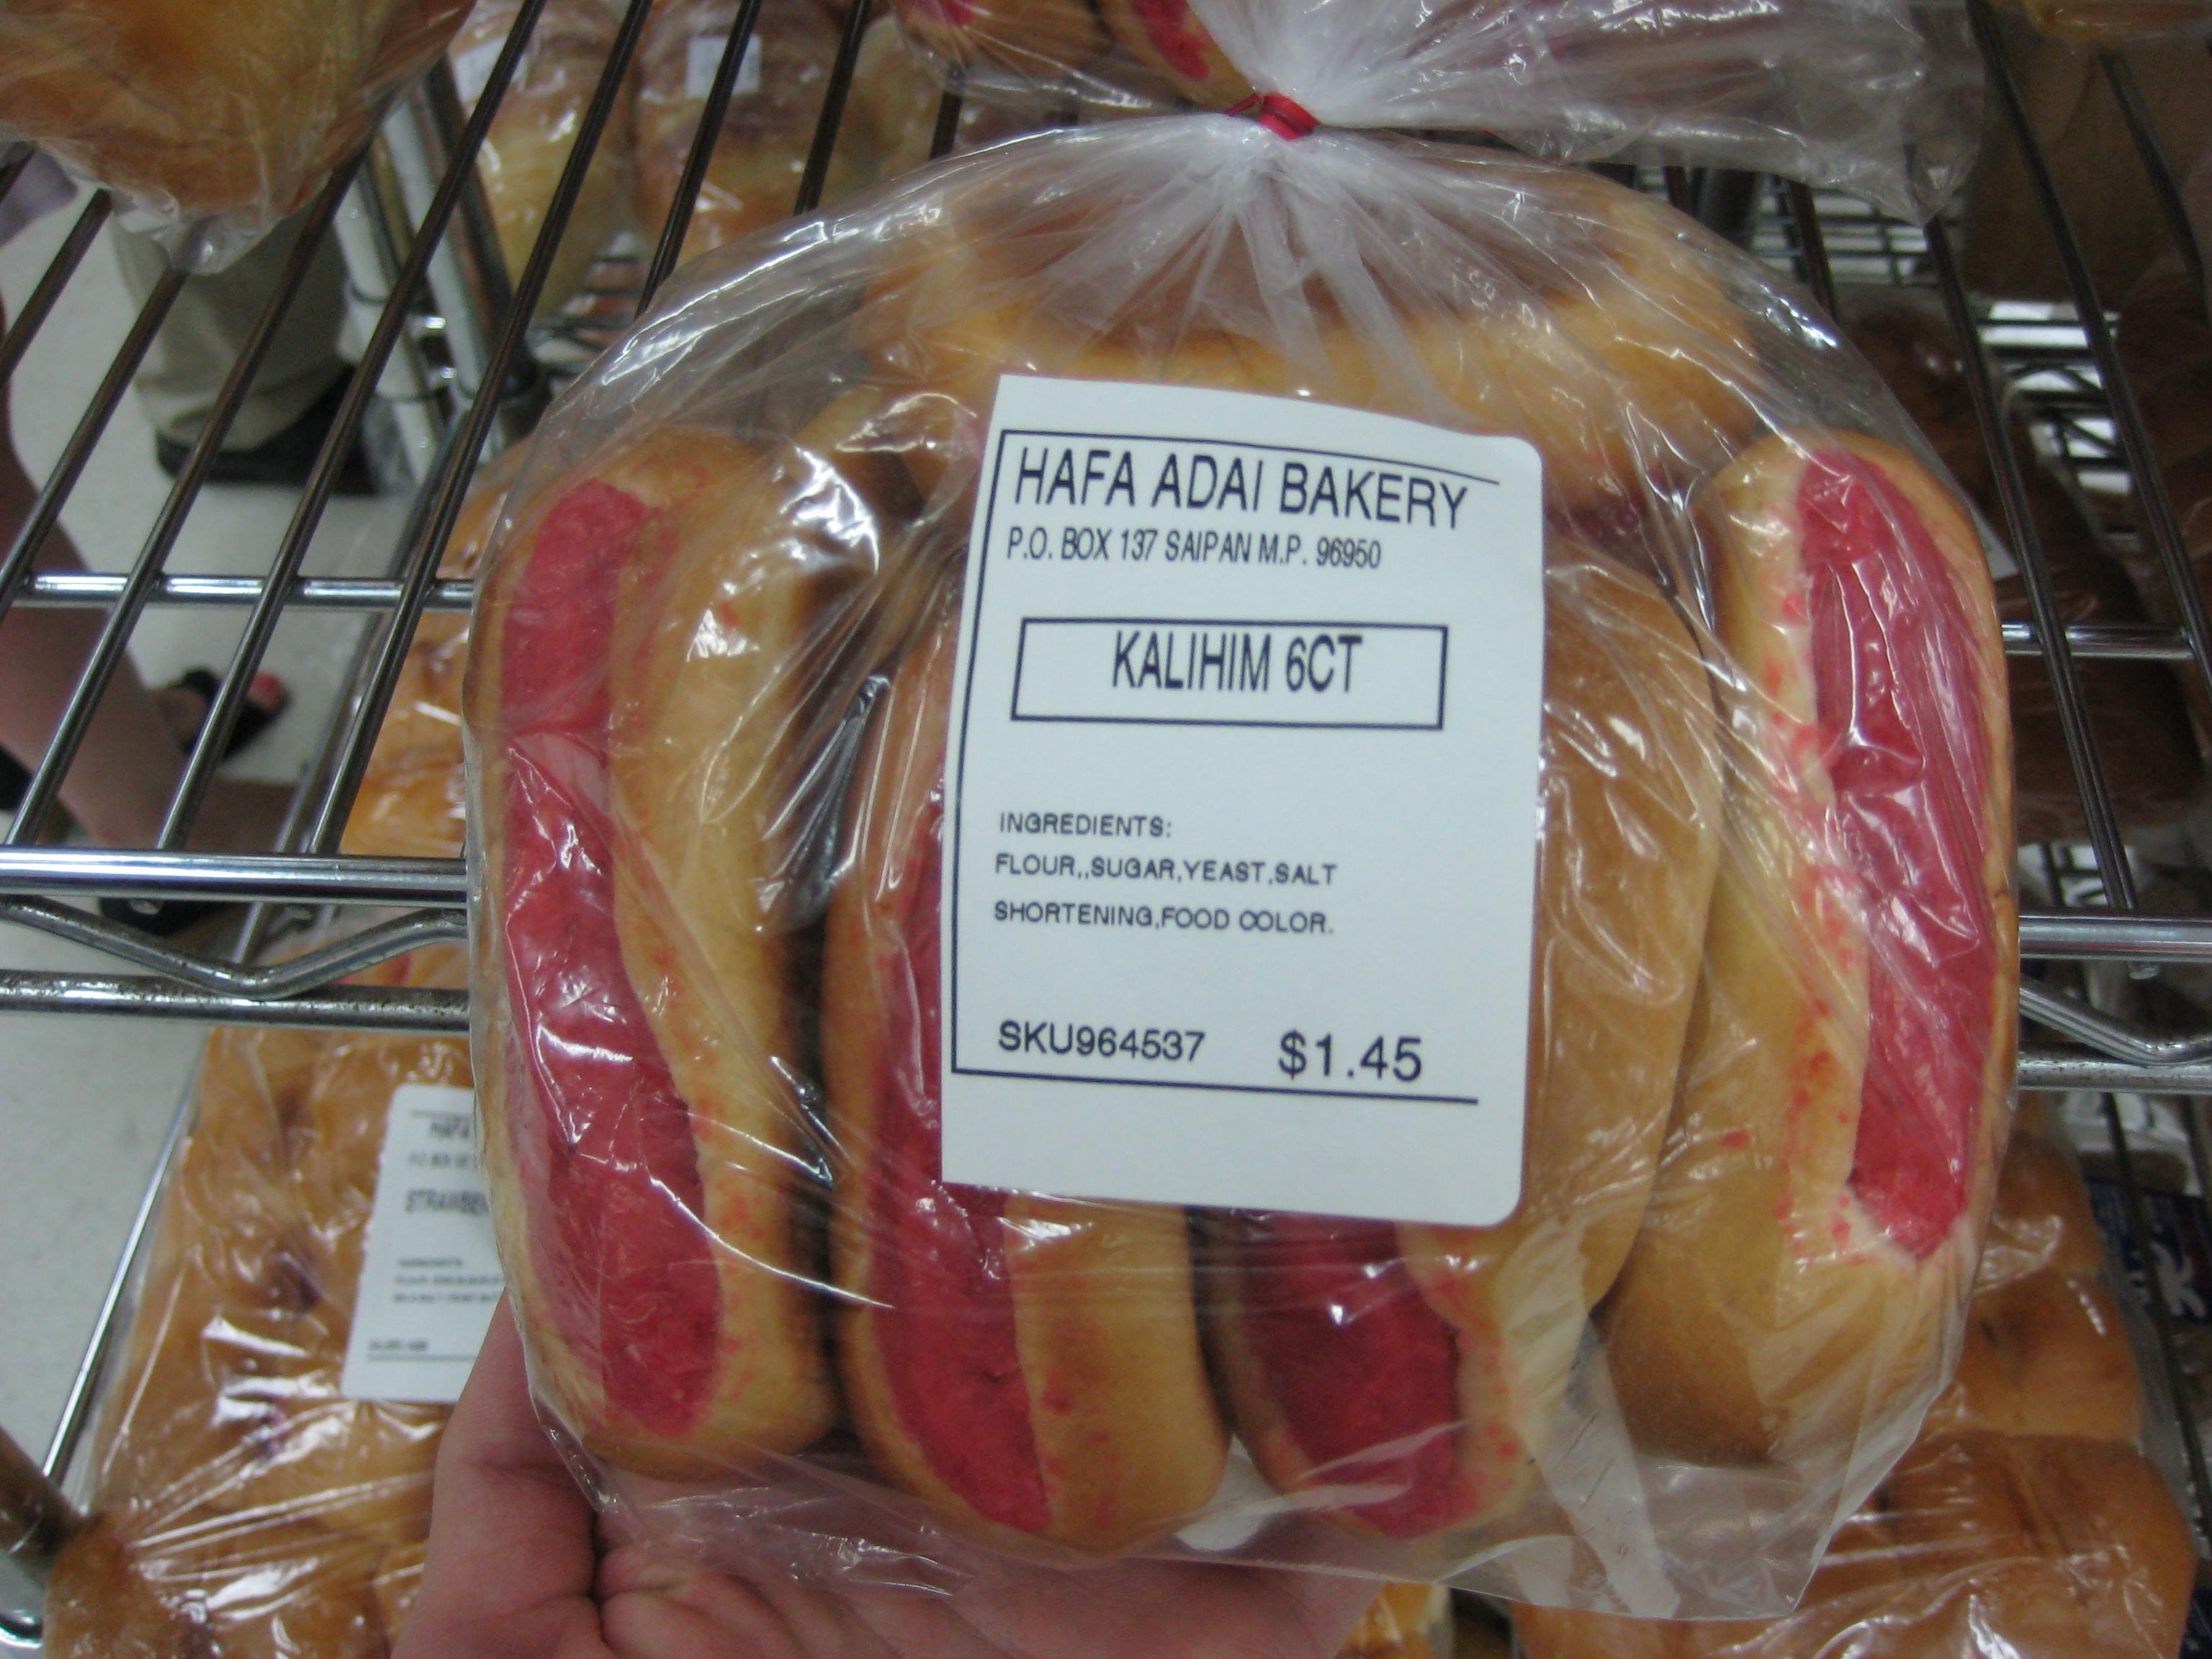 HAFA ADAI BAKERY
P.O. BOX 137 SAIPAN M.P. 96950
KALIHIM 6CT
INGREDIENTS:
FLOUR,,SUGAR,YEAST,SALT
SHORTENING,FOOD COLOR.
SKU964537 $1.45
HAFA